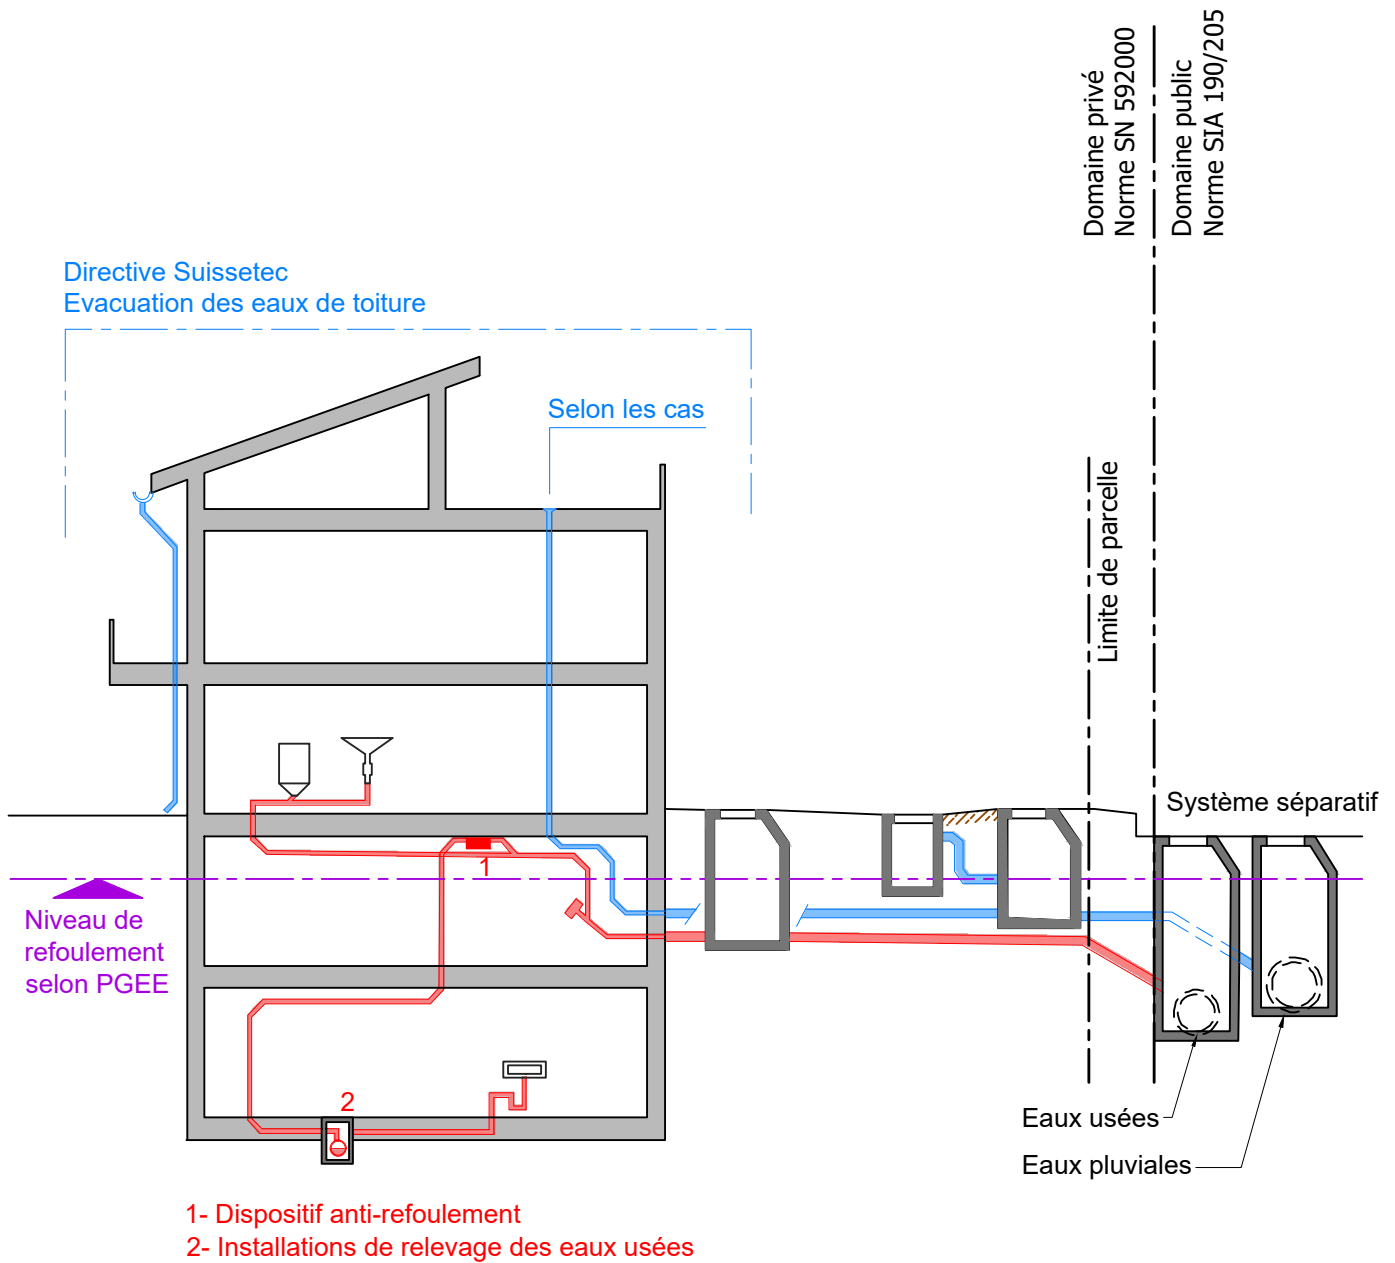 Domaine privé
Norme SN 592000
Domaine public
Norme SIA 190/205
Directive Suissetec
Evacuation des eaux de toiture
Selon les cas
Limite de parcelle
Système séparatif
1
Niveau de
refoulement
selon PGEE
2
Eaux usées
Eaux pluviales
1- Dispositif anti-refoulement
2- Installations de relevage des eaux usées